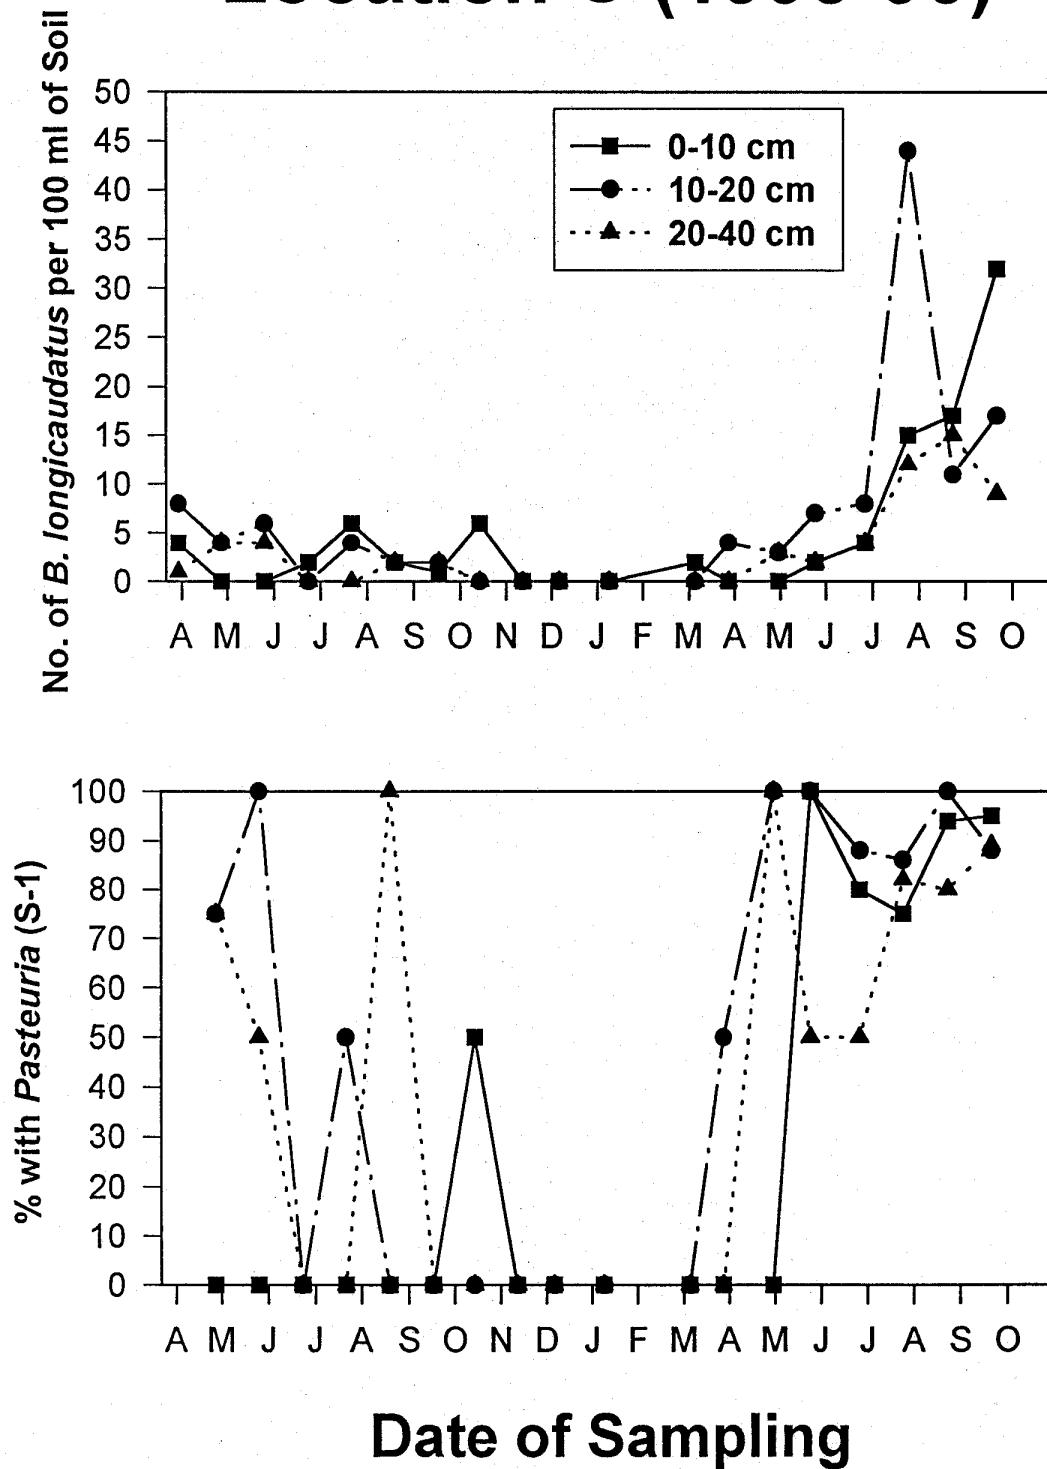 No. of B. longicaudatus per 100 ml of Soil
50
45
40
35
30
25
20
15
10
5
0
0-10 cm
10-20 cm
20-40 cm
A M J J A S O N D J F M A M J J A S O
% with Pasteuria (S-1)
100
90
80
70
60
50
40
30
20
10
0
A M J J A S O N D J F M A M J J A S O
Date of Sampling